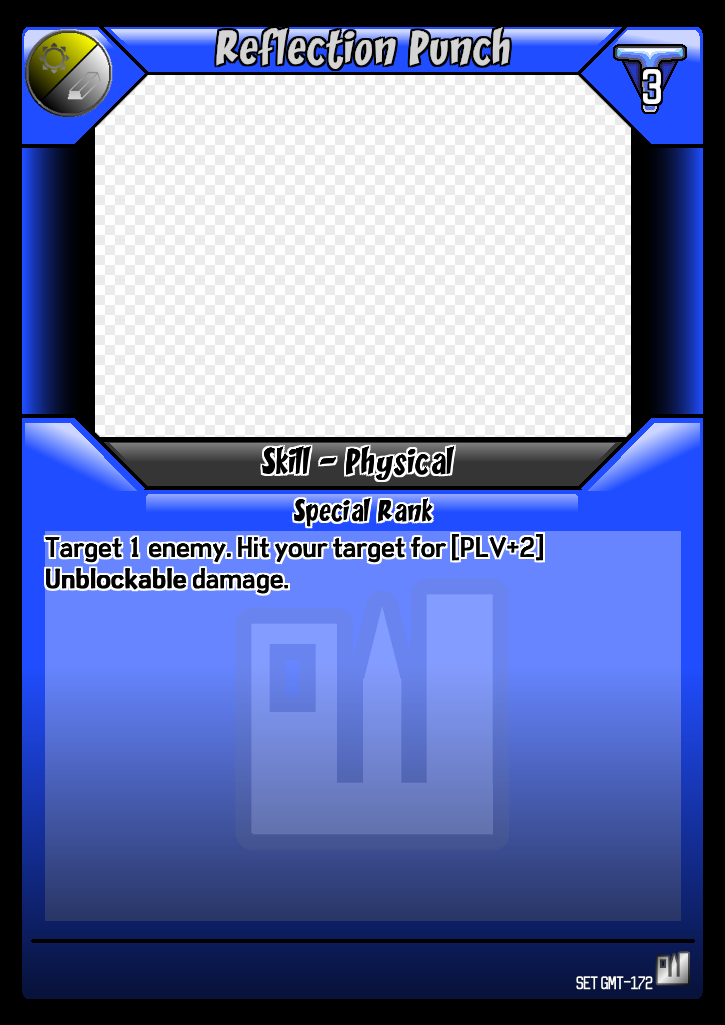 Reflection Punch
3
Skill - Physical
Special Rank
Target 1 enemy. Hit your target for [PLV+2]
Unblockable damage.
SET GMT-172